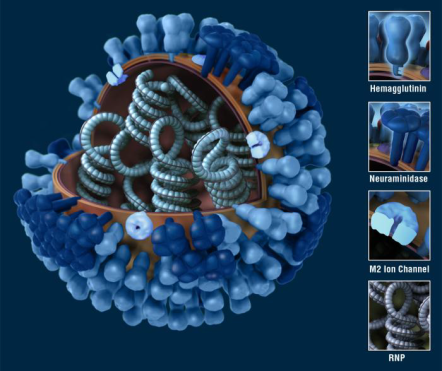 Hemagglutinin
Neuraminidase
M2 Ion Channel
RNP